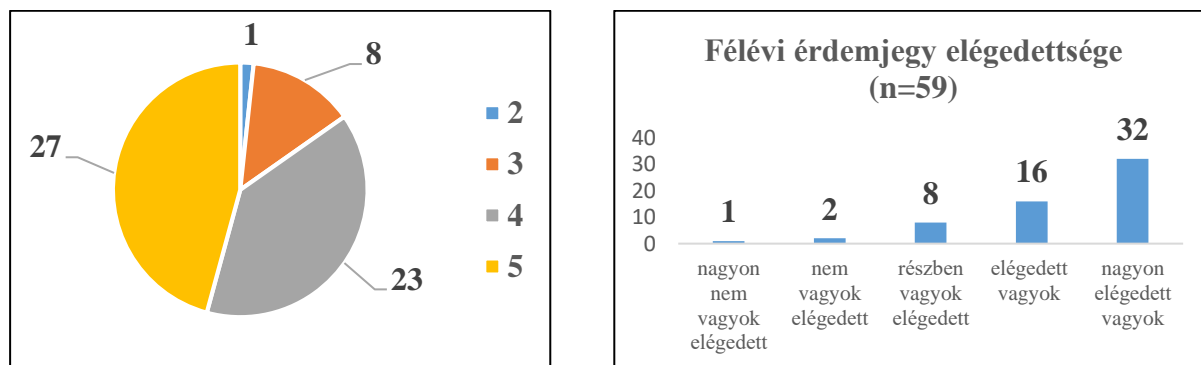 1
8
27
23
2
3
4
5
Félévi érdemjegy elégedettsége
(n=59)
40
30
20
10
0
1
2
8
16
32
nagyon
nem
vagyok
elégedett
nem
vagyok
elégedett
részben
vagyok
elégedett
elégedett
vagyok
nagyon
elégedett
vagyok